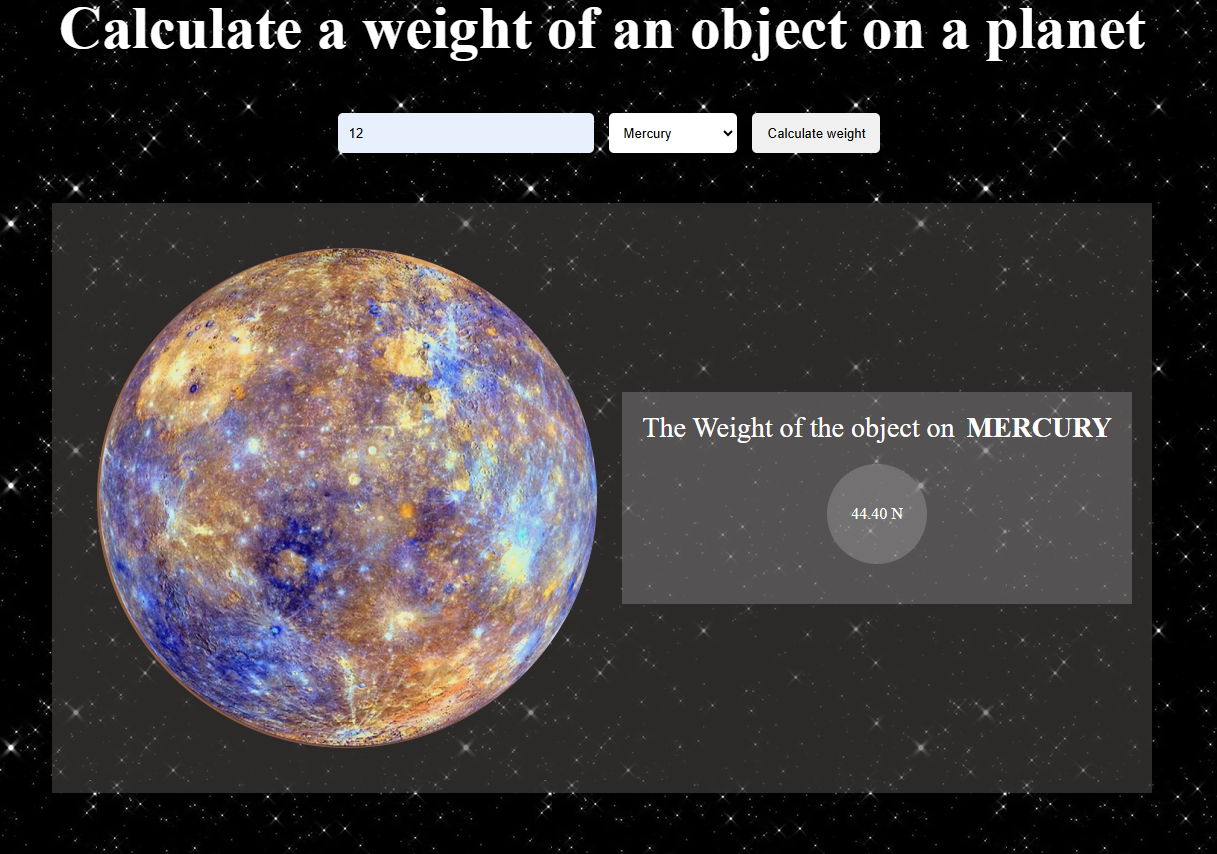 Calculate a weight of an object on a planet
12 Mercury Calculate weight
The Weight of the object on MERCURY
44.40 N